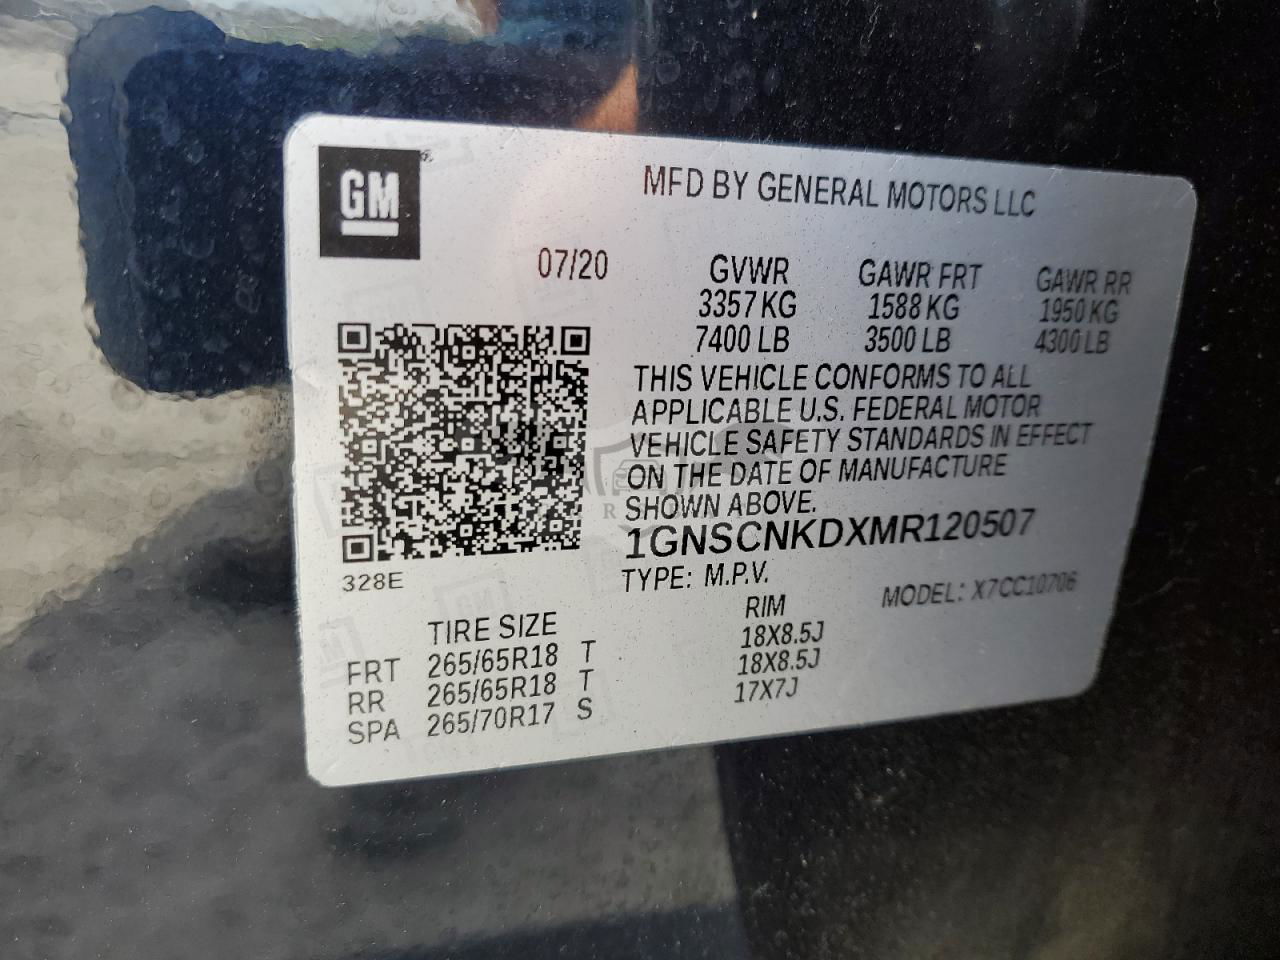 GM
MFD BY GENERAL MOTORS LLC
07/20
GVWR GAWR FRT GAWR RR
3357 KG 1588 KG 1950 KG
7400 LB 3500 LB 4300 LB
THIS VEHICLE CONFORMS TO ALL
APPLICABLE U.S. FEDERAL MOTOR
VEHICLE SAFETY STANDARDS IN EFFECT
ON THE DATE OF MANUFACTURE
SHOWN ABOVE.
1GNSCNKDXMR120507
328E
TYPE: M.P.V.
MODEL: X7CC10706
TIRE SIZE RIM
FRT 265/65R18 T 18X8.5J
RR 265/65R18 T 18X8.5J
SPA 265/70R17 S 17X7J